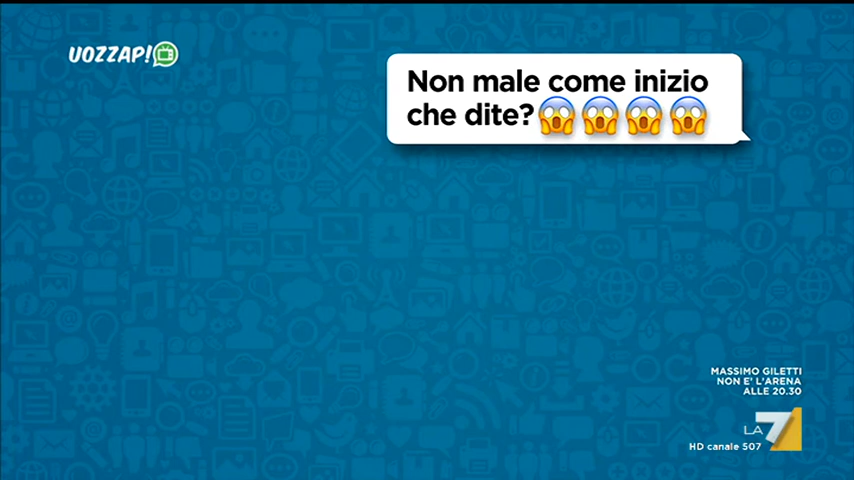 UOZZAP!
Non male come inizio
che dite?😱😱😱😱
MASSIMO GILETTI
NON E' L'ARENA
ALLE 20.30
LA7
HD canale 507